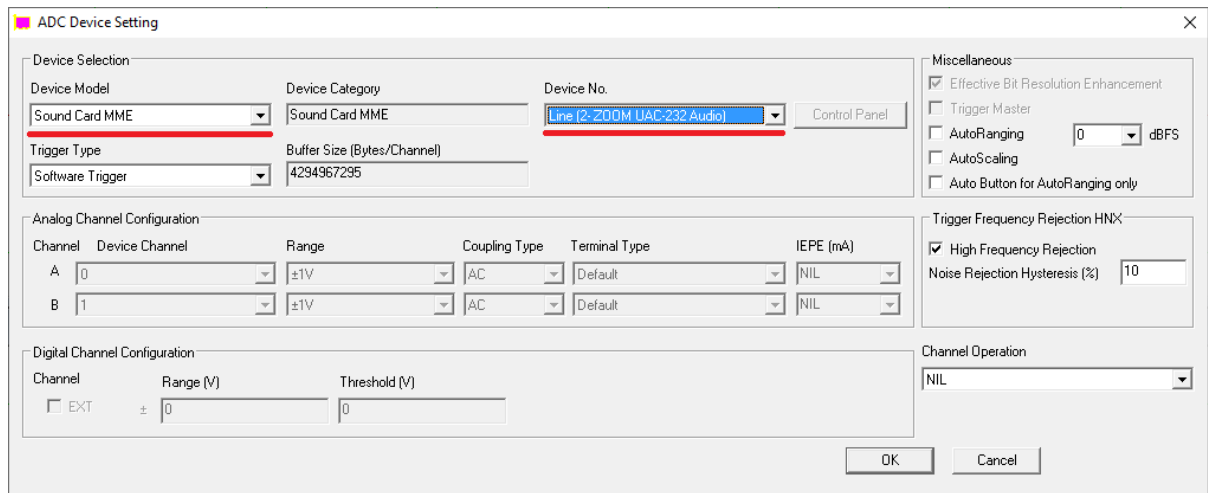 ADC Device Setting
Device Selection
Device Model
Device Category
Device No.
Sound Card MME
Sound Card MME
Line (2- ZOOM UAC-232 Audio)
Control Panel
Trigger Type
Buffer Size (Bytes/Channel)
Software Trigger
4294967295
Miscellaneous
Effective Bit Resolution Enhancement
Trigger Master
AutoRanging
0
dBFS
AutoScaling
Auto Button for AutoRanging only
Analog Channel Configuration
Channel
Device Channel
Range
Coupling Type
Terminal Type
IEPE (mA)
A
0
±1V
AC
Default
NIL
B
1
±1V
AC
Default
NIL
Trigger Frequency Rejection HNX
High Frequency Rejection
Noise Rejection Hysteresis (%)
10
Digital Channel Configuration
Channel
Range (V)
Threshold (V)
EXT
±
0
0
Channel Operation
NIL
OK
Cancel